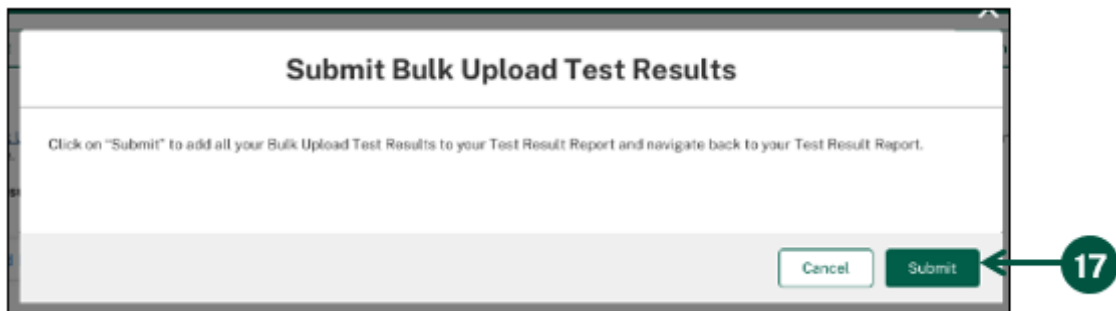 Submit Bulk Upload Test Results
Click on "Submit" to add all your Bulk Upload Test Results to your Test Result Report and navigate back to your Test Result Report.
Cancel
Submit
17